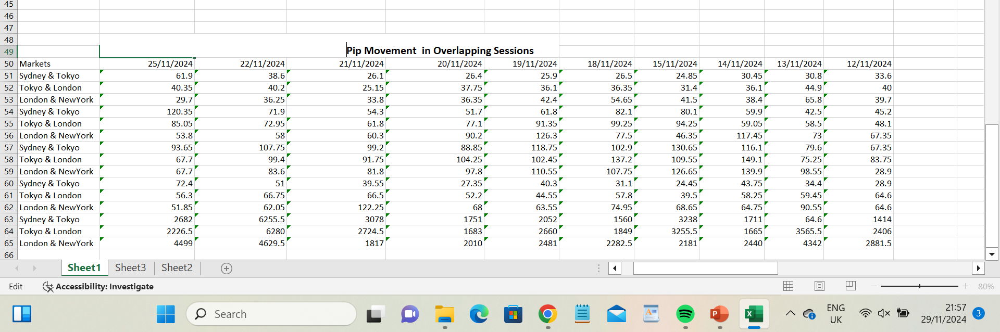 45
46
47
48
49 Pip Movement  in Overlapping Sessions
50 Markets 25/11/2024 22/11/2024 21/11/2024 20/11/2024 19/11/2024 18/11/2024 15/11/2024 14/11/2024 13/11/2024 12/11/2024
51 Sydney & Tokyo 61.9 38.6 26.1 26.4 25.9 26.5 24.85 30.45 30.8 33.6
52 Tokyo & London 40.35 40.2 25.15 37.75 36.1 36.35 31.4 36.1 44.9 40
53 London & NewYork 29.7 36.25 33.8 36.35 42.4 54.65 41.5 38.4 65.8 39.7
54 Sydney & Tokyo 120.35 71.9 54.3 51.7 61.8 82.1 80.1 59.9 42.5 45.2
55 Tokyo & London 85.05 72.95 61.8 77.1 91.35 99.25 94.25 59.05 58.5 48.1
56 London & NewYork 53.8 58 60.3 90.2 126.3 77.5 46.35 117.45 73 67.35
57 Sydney & Tokyo 93.65 107.75 99.2 88.85 118.75 102.9 130.65 116.1 79.6 67.35
58 Tokyo & London 67.7 99.4 91.75 104.25 102.45 137.2 109.55 149.1 75.25 83.75
59 London & NewYork 67.7 83.6 81.8 97.8 110.55 107.75 126.65 139.9 98.55 28.9
60 Sydney & Tokyo 72.4 51 39.55 27.35 40.3 31.1 24.45 43.75 34.4 28.9
61 Tokyo & London 56.3 66.75 66.5 52.2 44.55 57.8 39.5 58.25 59.45 64.6
62 London & NewYork 51.85 62.05 122.25 68 63.55 74.95 68.65 64.75 90.55 64.6
63 Sydney & Tokyo 2682 6255.5 3078 1751 2052 1560 3238 1711 64.6 1414
64 Tokyo & London 2226.5 6280 2724.5 1683 2660 1849 3255.5 1665 3565.5 2406
65 London & NewYork 4499 4629.5 1817 2010 2481 2282.5 2181 2440 4342 2881.5
66
Sheet1 Sheet3 Sheet2
Edit Accessibility: Investigate 80%
Search ENG 21:57
UK 29/11/2024 3